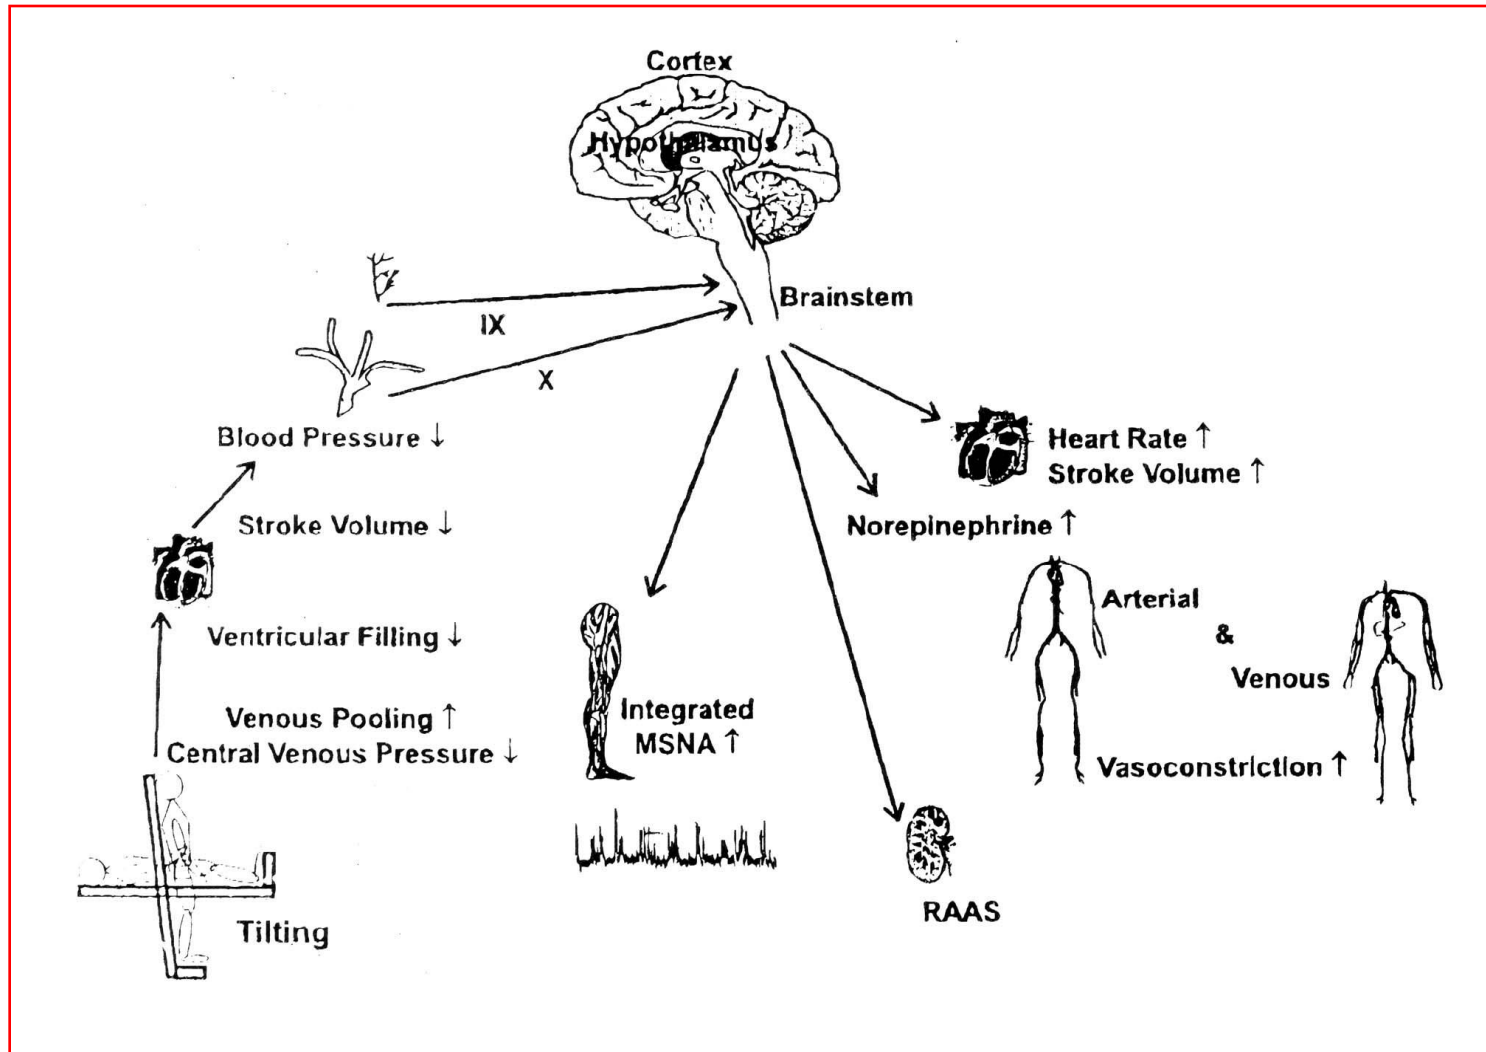 Cortex
Hypothalamus
Brainstem
IX
X
Blood Pressure ↓
Stroke Volume ↓
Ventricular Filling ↓
Venous Pooling ↑
Central Venous Pressure ↓
Tilting
Integrated
MSNA ↑
RAAS
Heart Rate ↑
Stroke Volume ↑
Norepinephrine ↑
Arterial
&
Venous
Vasoconstriction ↑